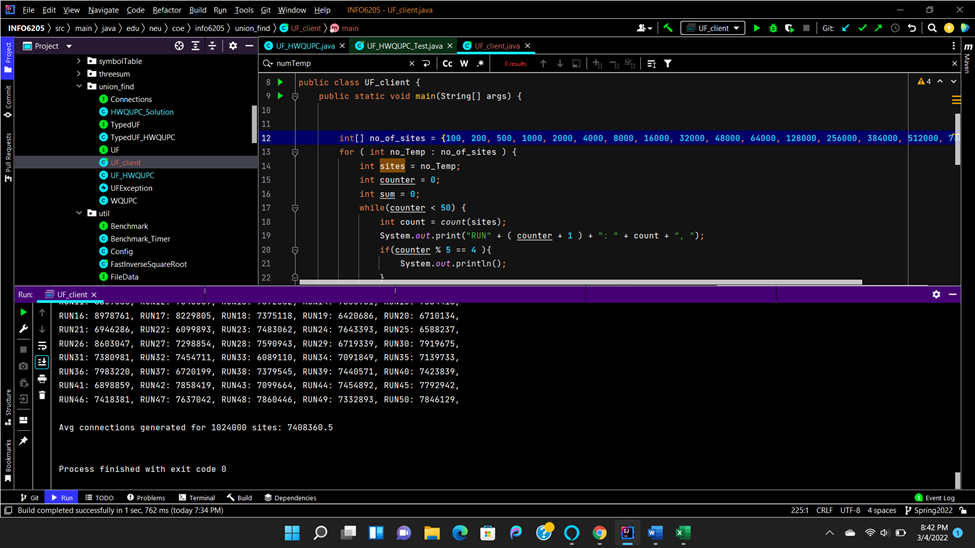 File Edit View Navigate Code Refactor Build Run Tools Git Window Help INFO6205 - UF_client.java
INFO6205 › src › main › java › edu › neu › coe › info6205 › union_find › UF_client › main
UF_client
Git:
Project
UF_HWQUPC.java
UF_HWQUPC_Test.java
UF_client.java
Maven
Project
Commit
Pull Requests
Structure
Bookmarks
symbolTable
threesum
union_find
Connections
HWQUPC_Solution
TypedUF
TypedUF_HWQUPC
UF
UF_client
UF_HWQUPC
UFException
WQUPC
util
Benchmark
Benchmark_Timer
Config
FastInverseSquareRoot
FileData
numTemp
Cc W .*
0 results
4
8 public class UF_client {
9 public static void main(String[] args) {
10
11
12 int[] no_of_sites = {100, 200, 500, 1000, 2000, 4000, 8000, 16000, 32000, 48000, 64000, 128000, 256000, 384000, 512000,
13 for ( int no_Temp : no_of_sites ) {
14 int sites = no_Temp;
15 int counter = 0;
16 int sum = 0;
17 while(counter < 50) {
18 int count = count(sites);
19 System.out.print("RUN" + ( counter + 1 ) + ": " + count + ", ");
20 if(counter % 5 == 4 ){
21 System.out.println();
22 }
Run: UF_client
RUN16: 8978761, RUN17: 8229805, RUN18: 7375118, RUN19: 6420686, RUN20: 6710134,
RUN21: 6946286, RUN22: 6099893, RUN23: 7483062, RUN24: 7643393, RUN25: 6588237,
RUN26: 8603047, RUN27: 7298854, RUN28: 7590943, RUN29: 6719339, RUN30: 7919675,
RUN31: 7380981, RUN32: 7454711, RUN33: 6089110, RUN34: 7091849, RUN35: 7139733,
RUN36: 7983220, RUN37: 6720199, RUN38: 7379545, RUN39: 7440571, RUN40: 7423839,
RUN41: 6898859, RUN42: 7858419, RUN43: 7099664, RUN44: 7454892, RUN45: 7792942,
RUN46: 7418381, RUN47: 7637042, RUN48: 7860446, RUN49: 7332893, RUN50: 7846129,
Avg connections generated for 1024000 sites: 7408360.5
Process finished with exit code 0
Git Run TODO Problems Terminal Build Dependencies Event Log
Build completed successfully in 1 sec, 762 ms (today 7:34 PM) 225:1 CRLF UTF-8 4 spaces Spring2022
8:42 PM
3/4/2022
1